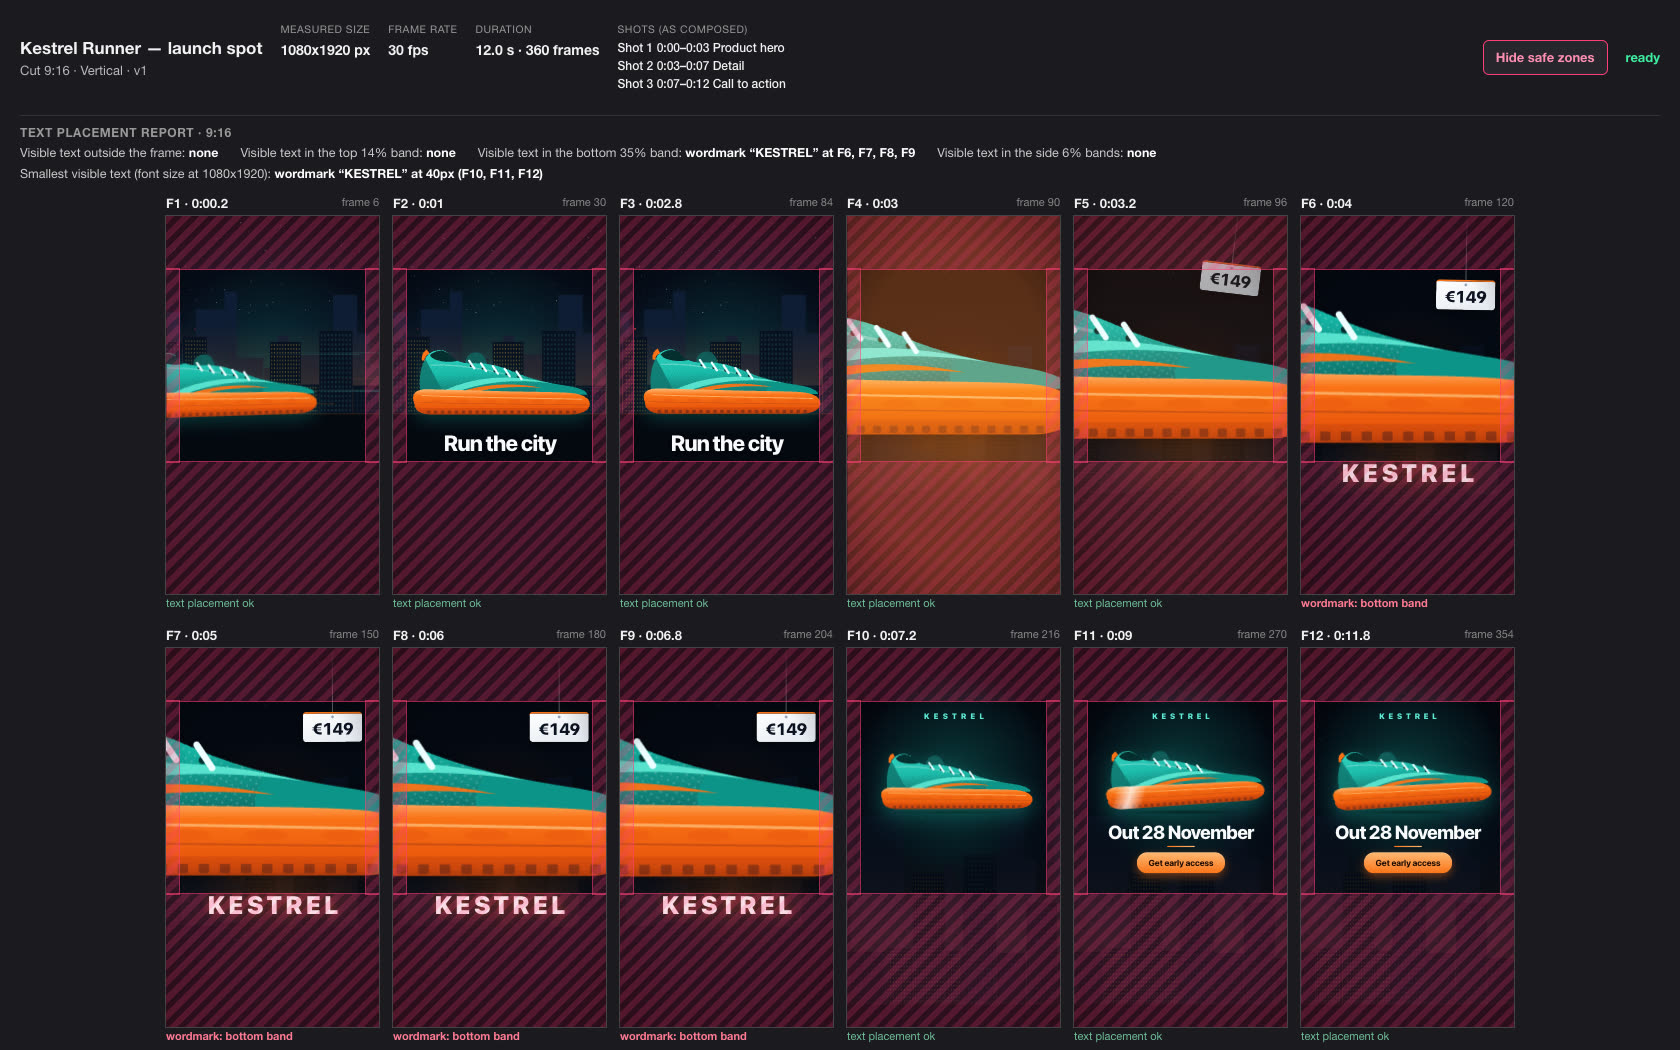 Kestrel Runner — launch spot
Cut 9:16 · Vertical · v1
MEASURED SIZE
1080x1920 px
FRAME RATE
30 fps
DURATION
12.0 s · 360 frames
SHOTS (AS COMPOSED)
Shot 1 0:00–0:03 Product hero
Shot 2 0:03–0:07 Detail
Shot 3 0:07–0:12 Call to action
Hide safe zones
ready
TEXT PLACEMENT REPORT · 9:16
Visible text outside the frame: none
Visible text in the top 14% band: none
Visible text in the bottom 35% band: wordmark “KESTREL” at F6, F7, F8, F9
Visible text in the side 6% bands: none
Smallest visible text (font size at 1080x1920): wordmark “KESTREL” at 40px (F10, F11, F12)
F1 · 0:00.2 frame 6
text placement ok
F2 · 0:01 frame 30
Run the city
text placement ok
F3 · 0:02.8 frame 84
Run the city
text placement ok
F4 · 0:03 frame 90
text placement ok
F5 · 0:03.2 frame 96
€149
text placement ok
F6 · 0:04 frame 120
€149
KESTREL
wordmark: bottom band
F7 · 0:05 frame 150
€149
KESTREL
wordmark: bottom band
F8 · 0:06 frame 180
€149
KESTREL
wordmark: bottom band
F9 · 0:06.8 frame 204
€149
KESTREL
wordmark: bottom band
F10 · 0:07.2 frame 216
KESTREL
text placement ok
F11 · 0:09 frame 270
KESTREL
Out 28 November
Get early access
text placement ok
F12 · 0:11.8 frame 354
KESTREL
Out 28 November
Get early access
text placement ok